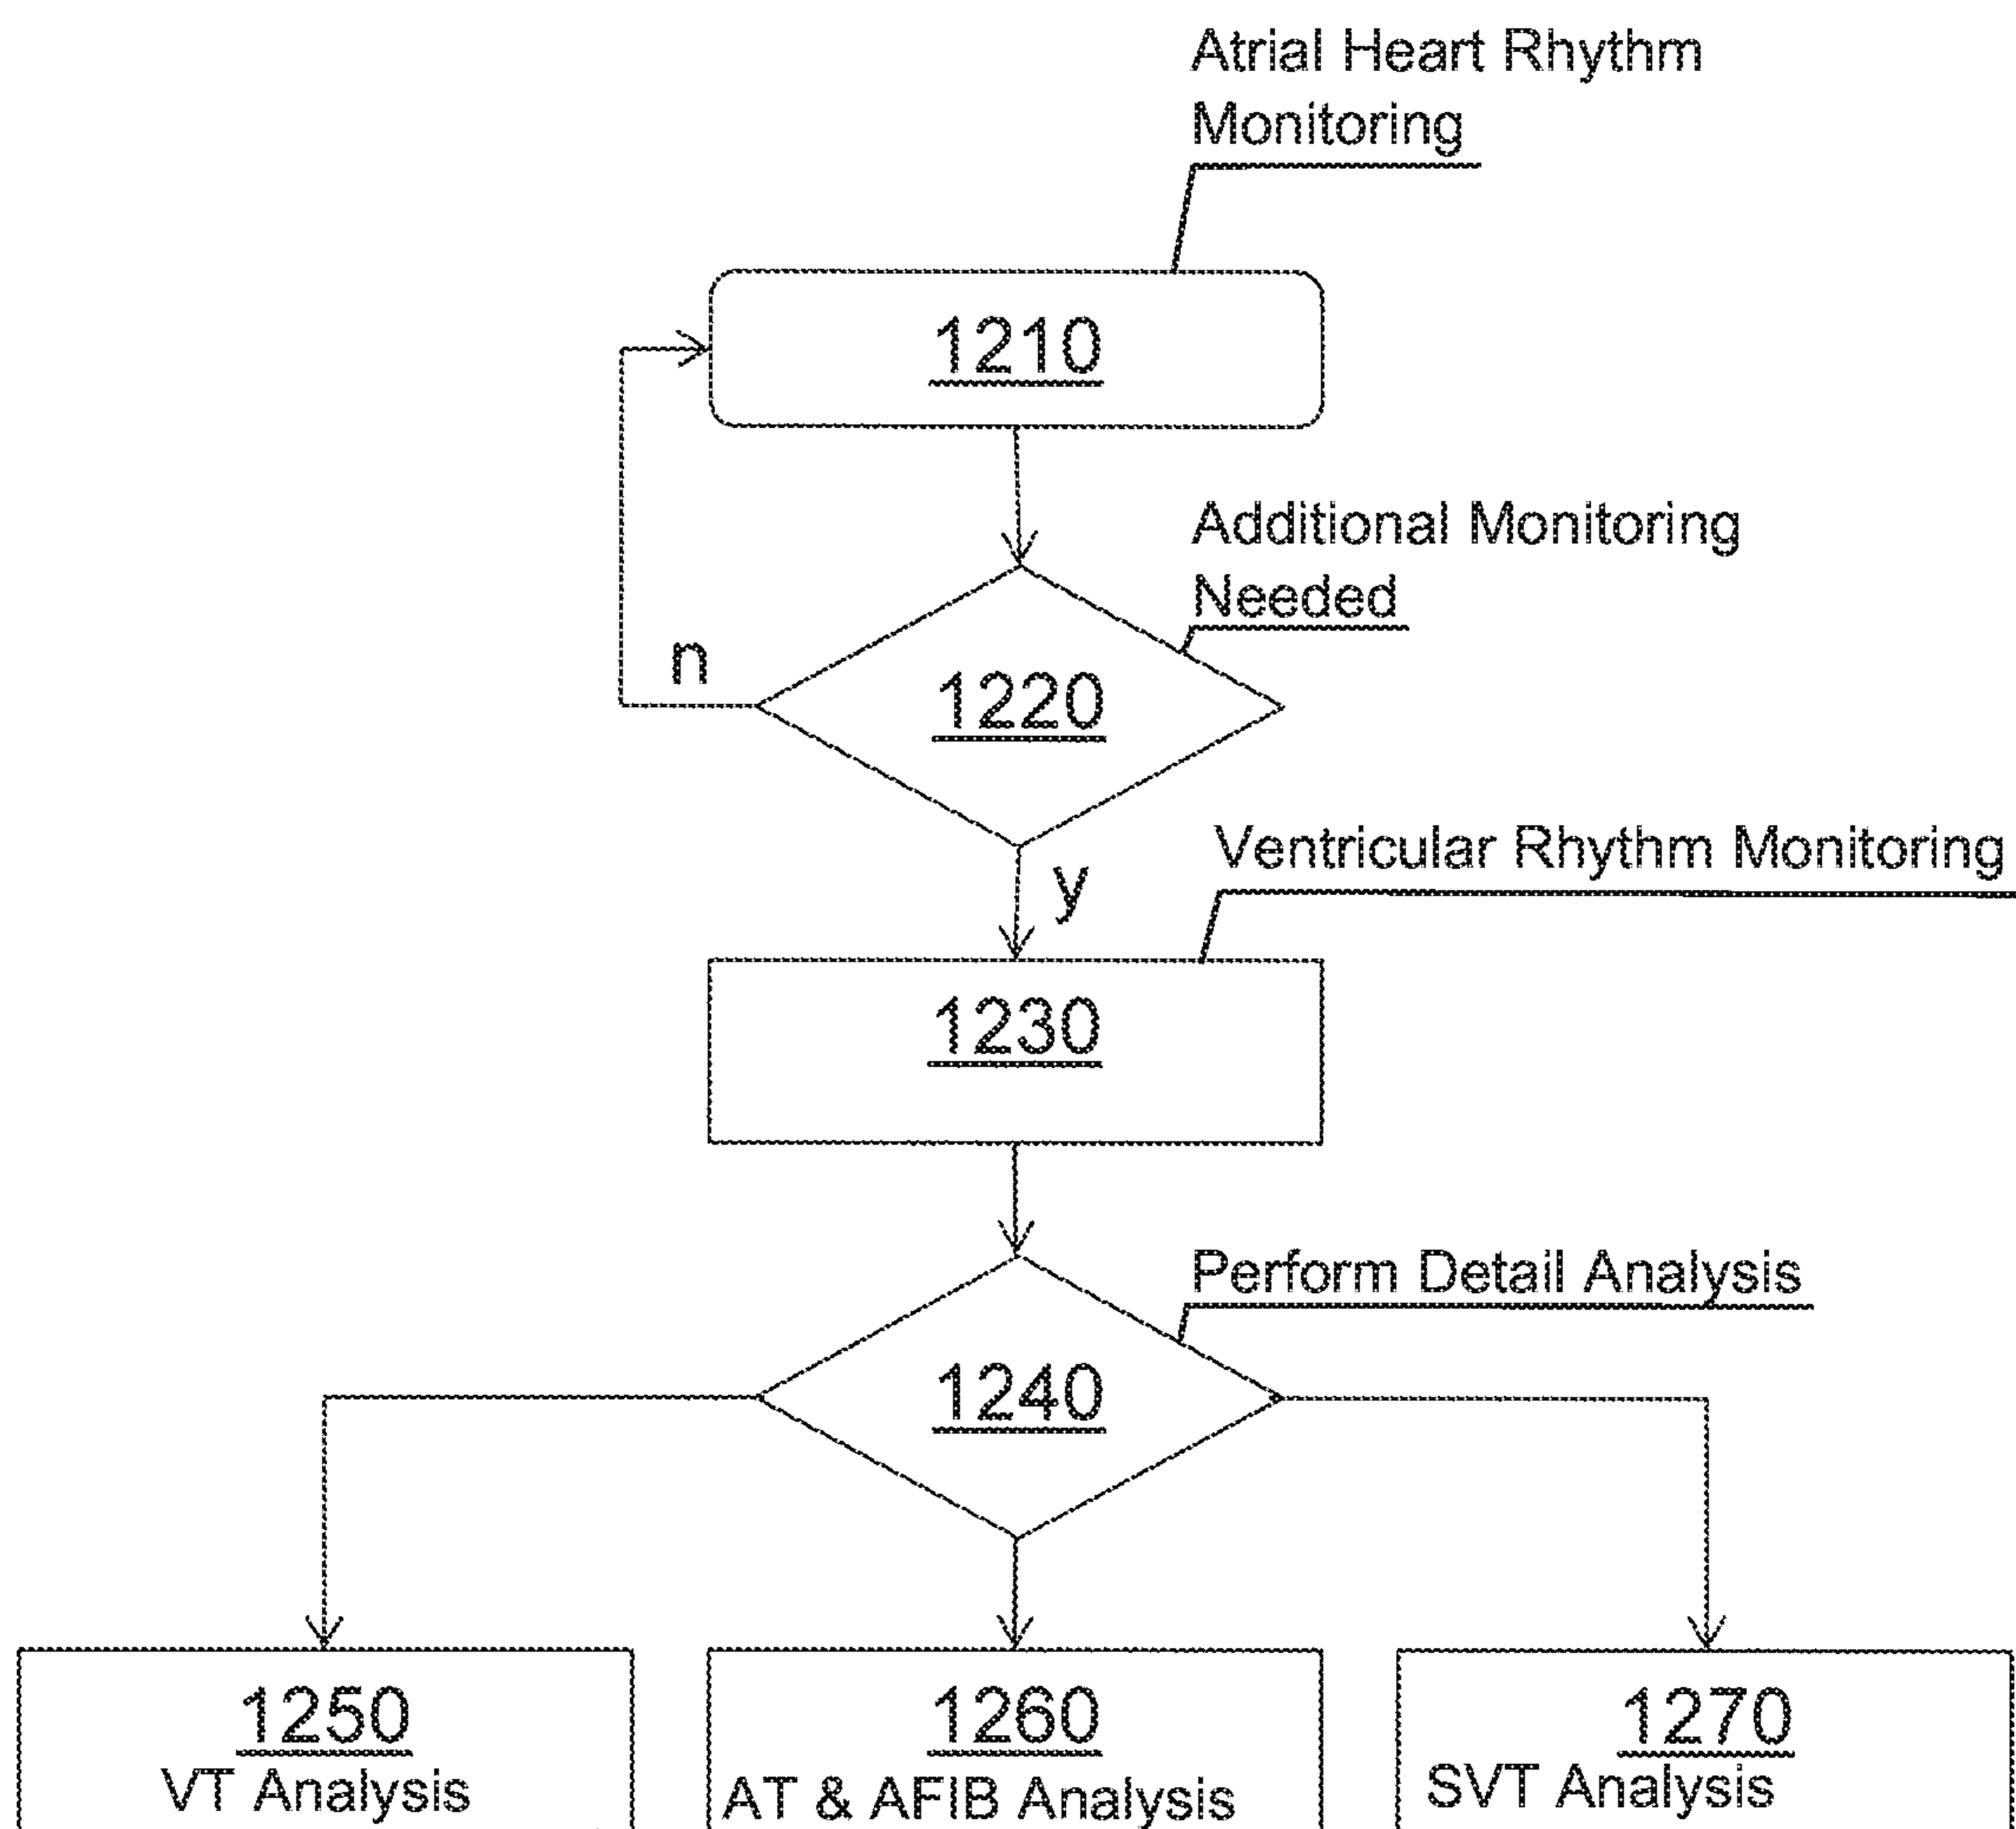 Atrial Heart Rhythm
Monitoring
1210
Additional Monitoring
Needed
n
1220
y
Ventricular Rhythm Monitoring
1230
Perform Detail Analysis
1240
1250
VT Analysis
1260
AT & AFIB Analysis
1270
SVT Analysis